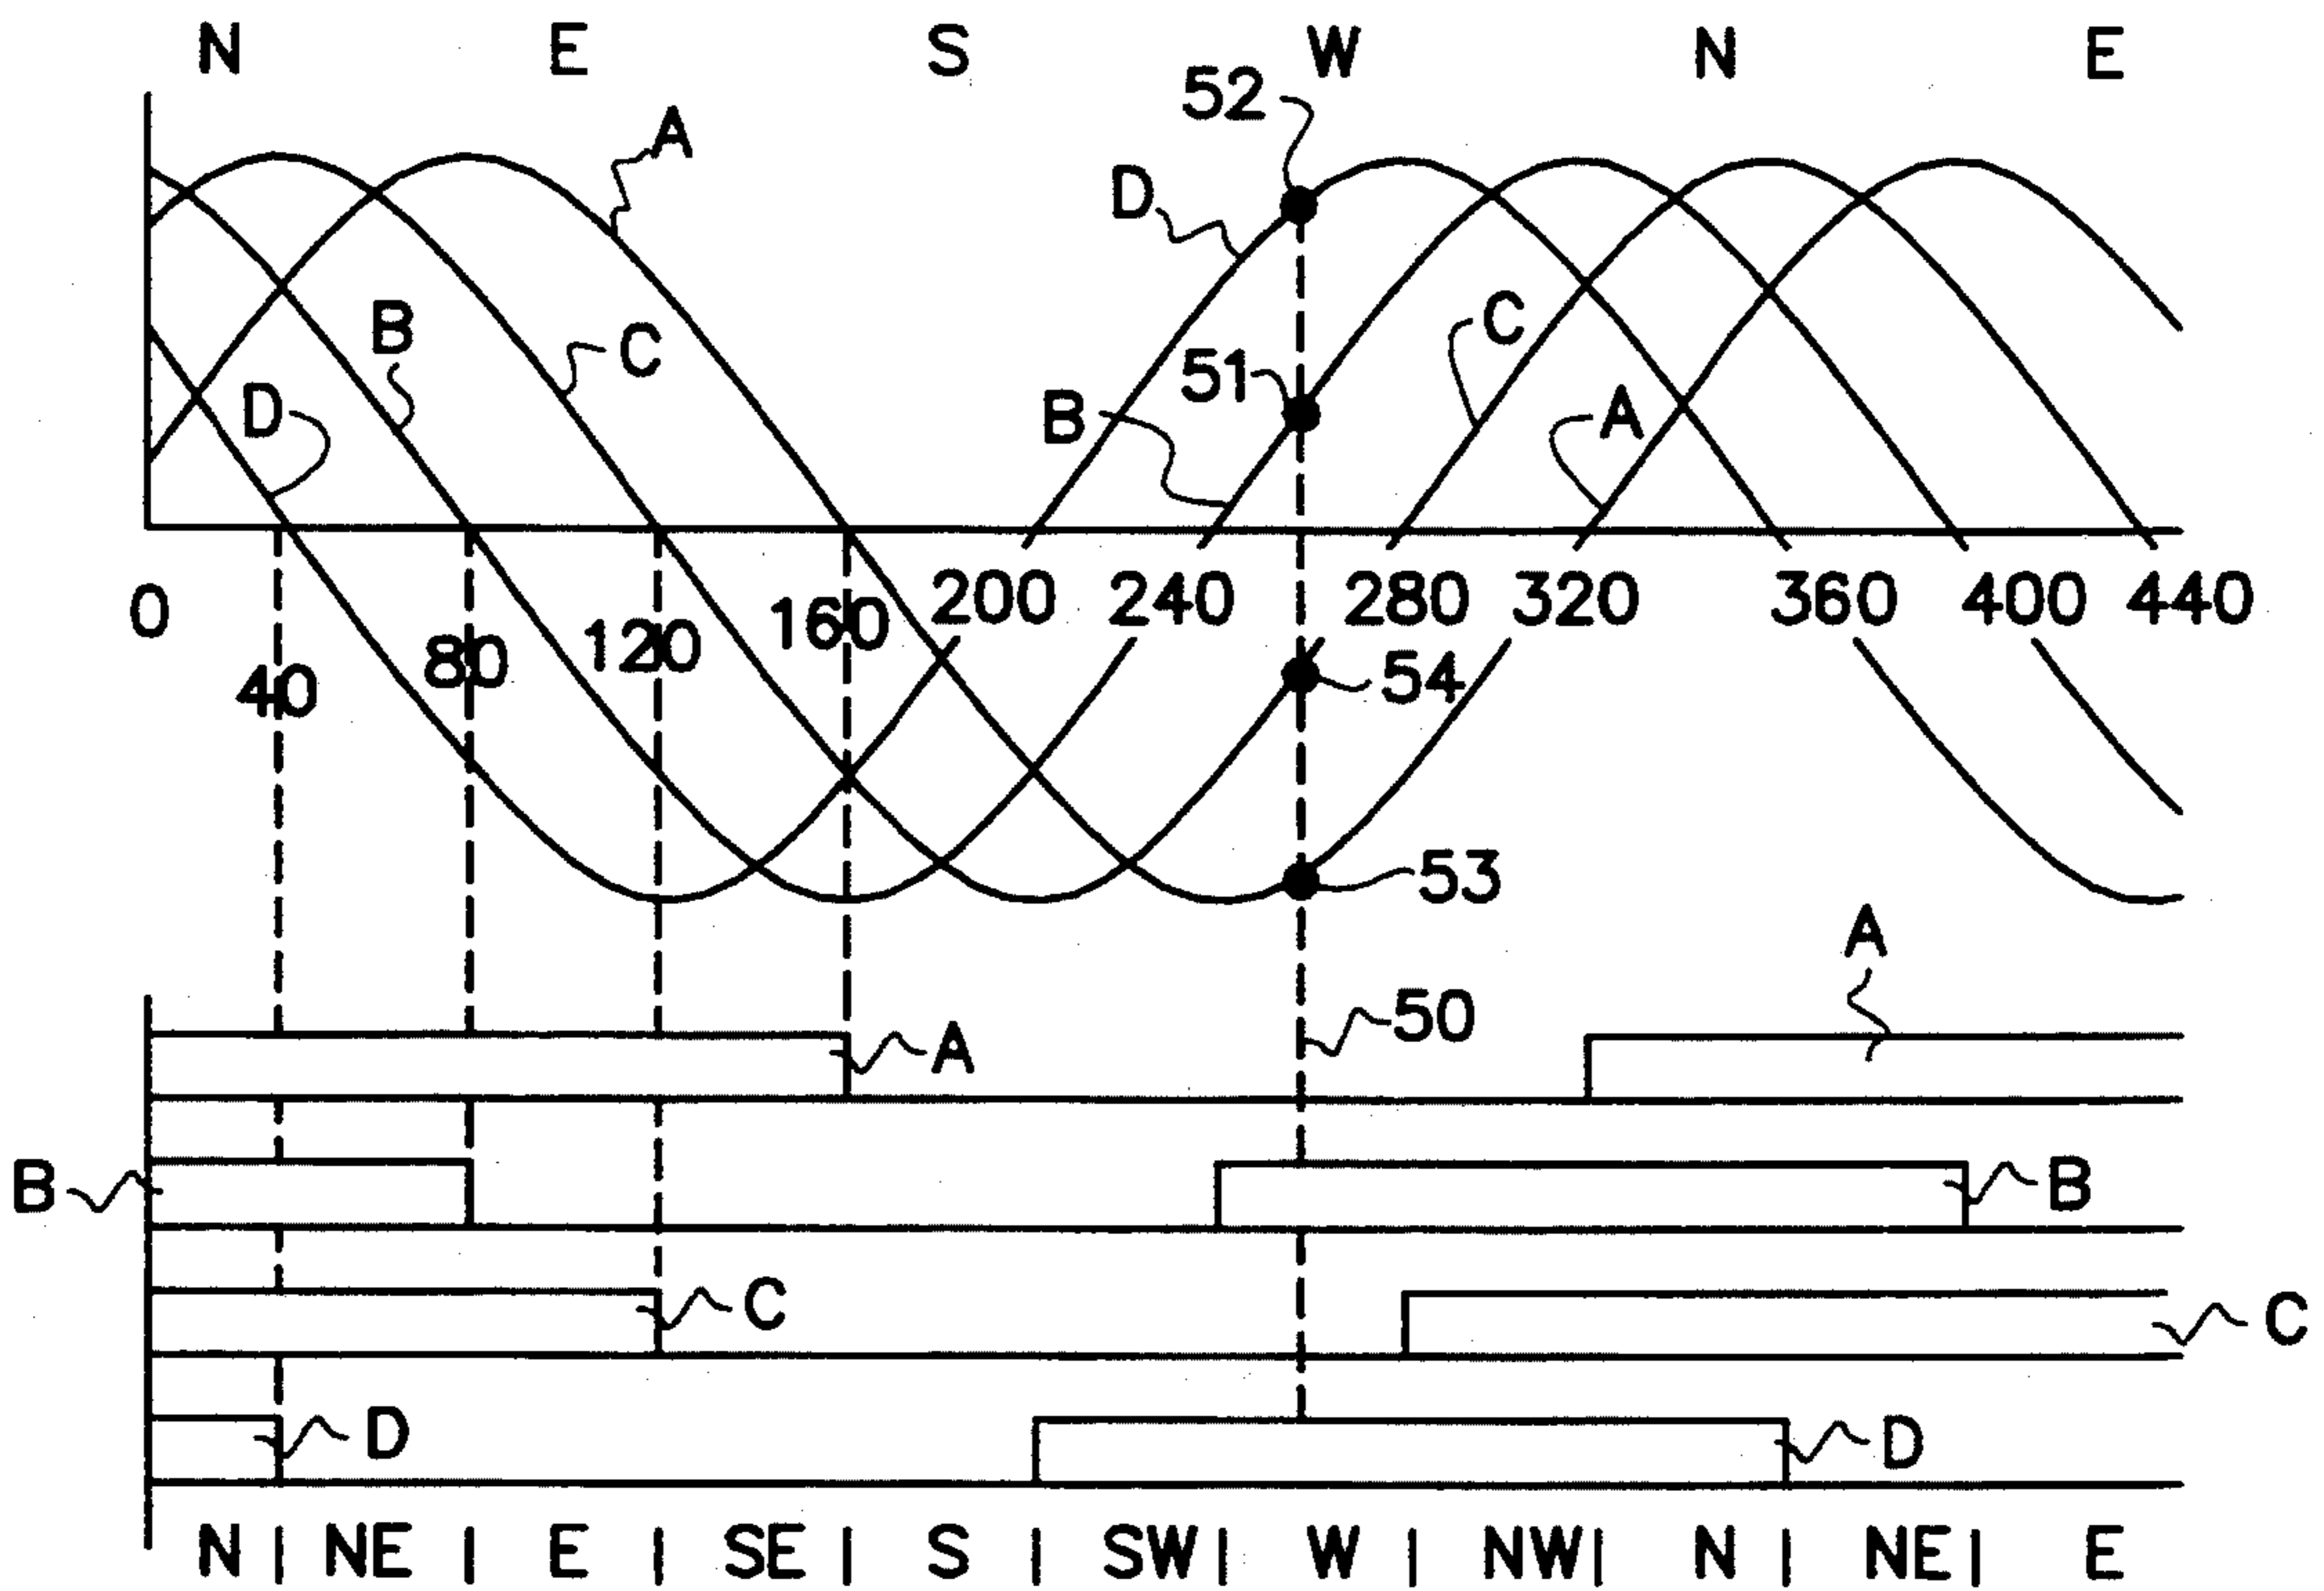 N E S W N E
52
A
D
B C 51 C
D B A
0 40 80 120 160 200 240 280 320 360 400 440
54
53
A
50
A
B B
C C
D D
N | NE | E | SE | S | SW | W | NW | N | NE | E